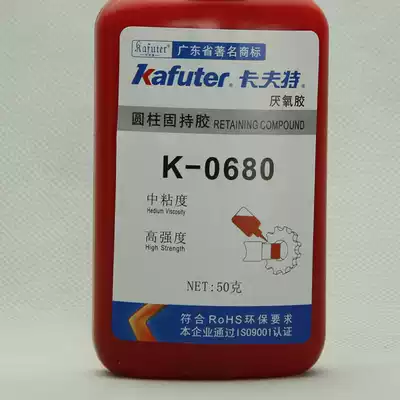 Kafuter
广东省著名商标
Kafuter 卡夫特
厌氧胶
圆柱固持胶 RETAINING COMPOUND
K-0680
中粘度
Medium Viscosity
高强度
High Strength
NET:50克
符合RoHS环保要求
本企业通过ISO9001认证